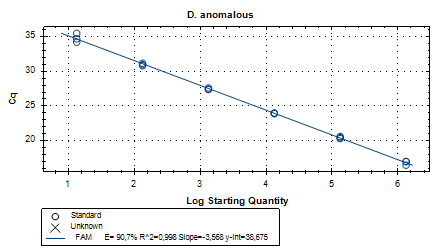 D. anomalous
35
30
25
20
Cq
1 2 3 4 5 6
Log Starting Quantity
Standard
Unknown
FAM E= 90,7% R^2=0,998 Slope=-3,568 y-int=38,675